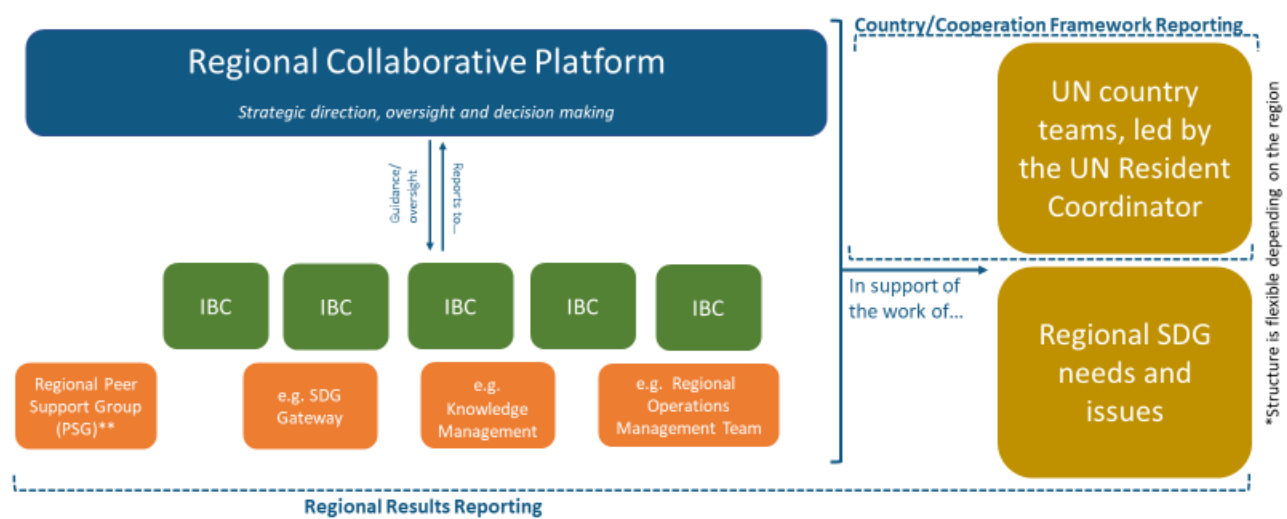 Country/Cooperation Framework Reporting
Regional Collaborative Platform
Strategic direction, oversight and decision making
Guidance/
oversight
Reports to...
IBC
IBC
IBC
IBC
IBC
Regional Peer
Support Group
(PSG)**
e.g. SDG
Gateway
e.g.
Knowledge
Management
e.g. Regional
Operations
Management Team
In support of
the work of...
UN country
teams, led by
the UN Resident
Coordinator
Regional SDG
needs and
issues
*Structure is flexible depending on the region
Regional Results Reporting